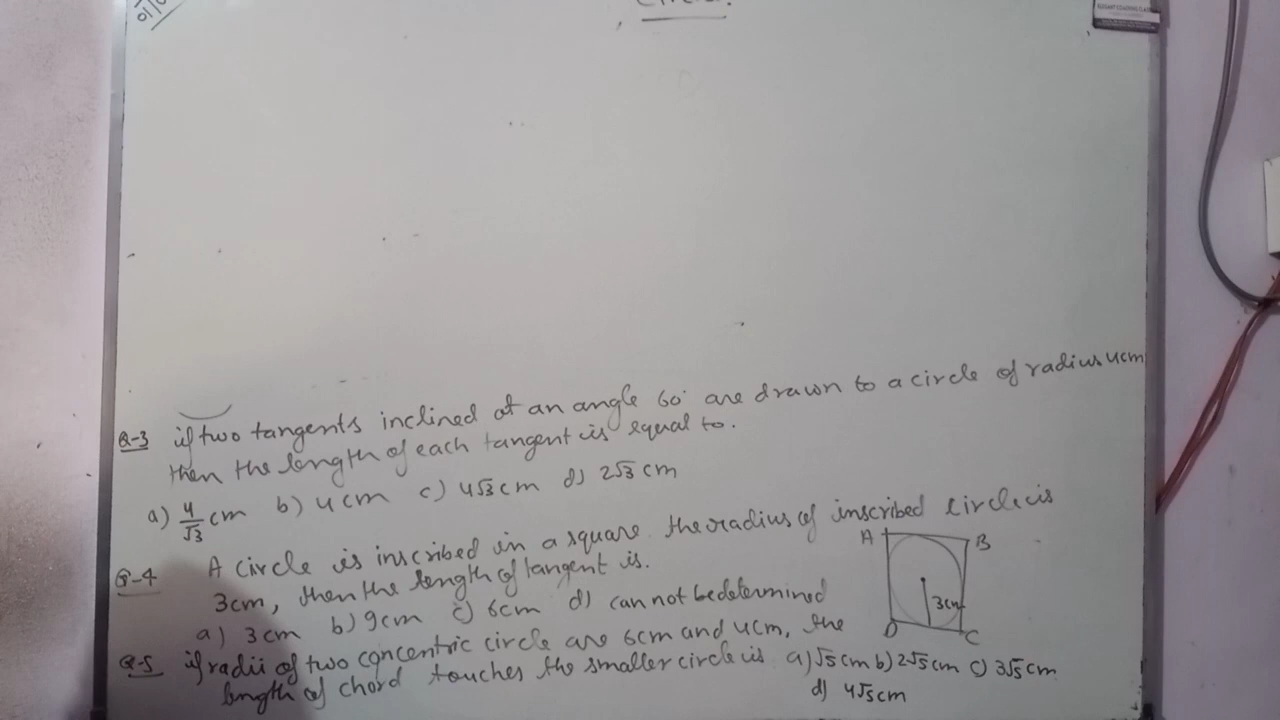 Q-3 if two tangents inclined at an angle 60° are drawn to a circle of radius 4cm
then the length of each tangent is equal to.
a) 4/√3 cm b) 4cm c) 4√3 cm d) 2√3 cm
Q-4 A circle is inscribed in a square the radius of inscribed circle is
3cm, then the length of tangent is.
a) 3cm b) 9cm c) 6cm d) can not be determined
A B
3cm
D C
Q-5 if radii of two concentric circle are 6cm and 4cm, the
length of chord touches the smaller circle is a) √5 cm b) 2√5 cm c) 3√5 cm
d) 4√5 cm